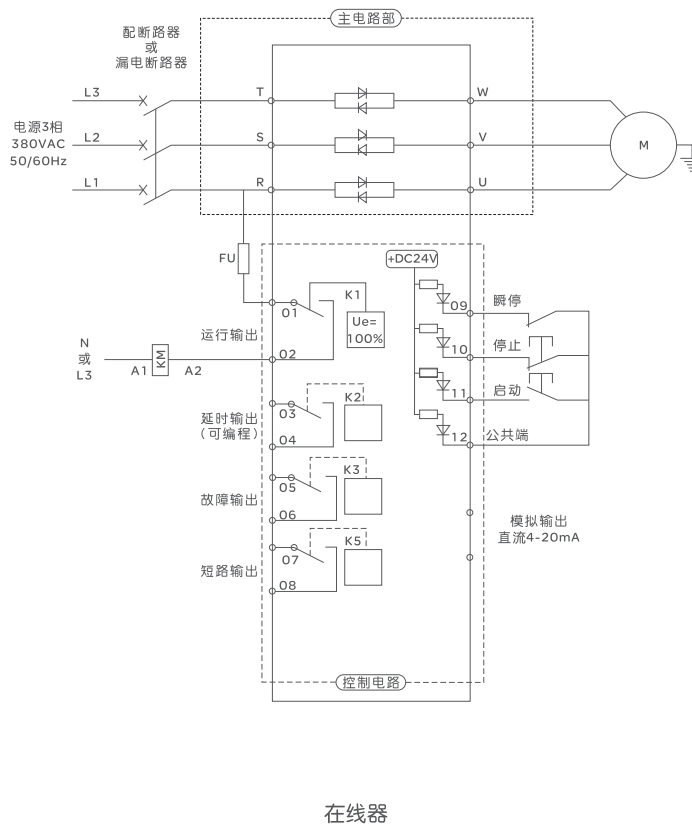 主电路部
配断路器
或
漏电断路器
L3
T
W
电源3相
380VAC
50/60Hz
L2
S
V
M
L1
R
U
FU
+DC24V
K1
01
Ue=
100%
09
瞬停
运行输出
N
或
L3
A1
KM
A2
02
10
停止
K2
03
11
启动
延时输出
（可编程）
04
12
公共端
K3
05
故障输出
06
模拟输出
直流4-20mA
K5
07
短路输出
08
控制电路
在线器